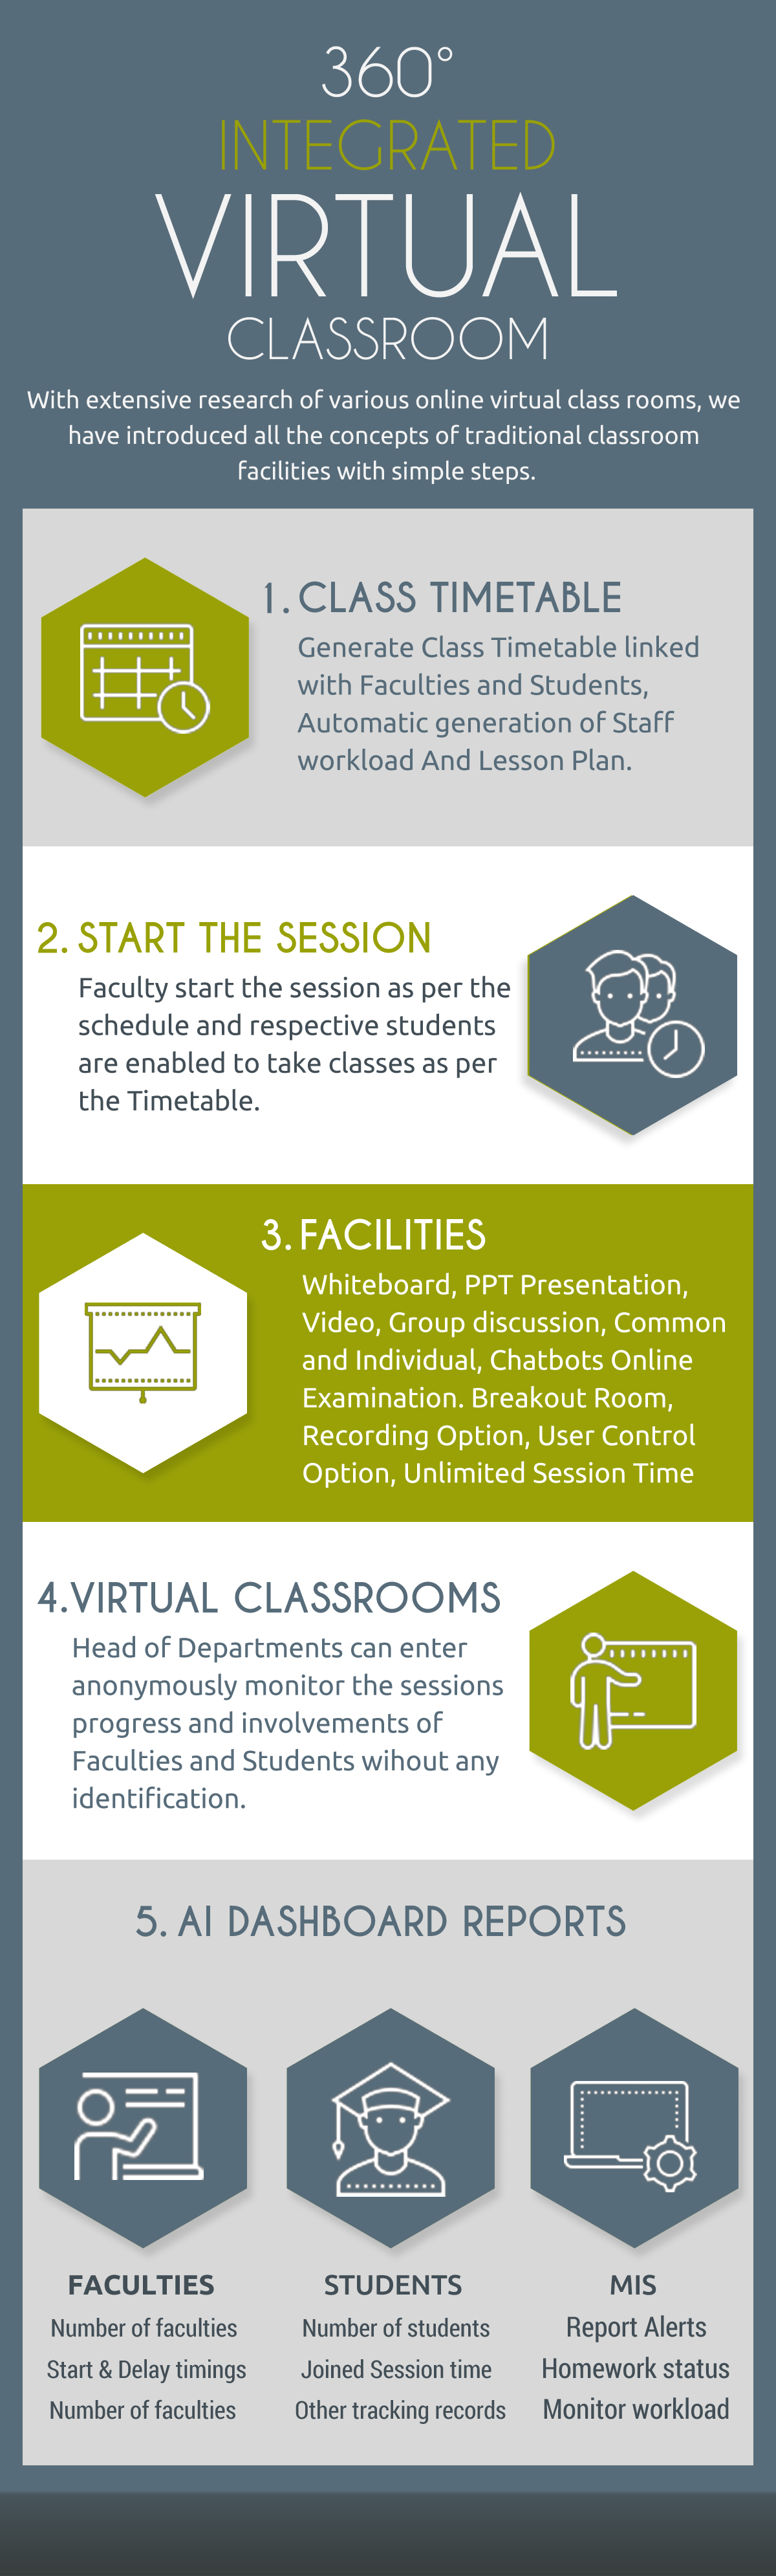 360°
INTEGRATED
VIRTUAL
CLASSROOM
With extensive research of various online virtual class rooms, we
have introduced all the concepts of traditional classroom
facilities with simple steps.
1. CLASS TIMETABLE
Generate Class Timetable linked
with Faculties and Students,
Automatic generation of Staff
workload And Lesson Plan.
2. START THE SESSION
Faculty start the session as per the
schedule and respective students
are enabled to take classes as per
the Timetable.
3. FACILITIES
Whiteboard, PPT Presentation,
Video, Group discussion, Common
and Individual, Chatbots Online
Examination. Breakout Room,
Recording Option, User Control
Option, Unlimited Session Time
4.VIRTUAL CLASSROOMS
Head of Departments can enter
anonymously monitor the sessions
progress and involvements of
Faculties and Students wihout any
identification.
5. AI DASHBOARD REPORTS
FACULTIES
Number of faculties
Start & Delay timings
Number of faculties
STUDENTS
Number of students
Joined Session time
Other tracking records
MIS
Report Alerts
Homework status
Monitor workload